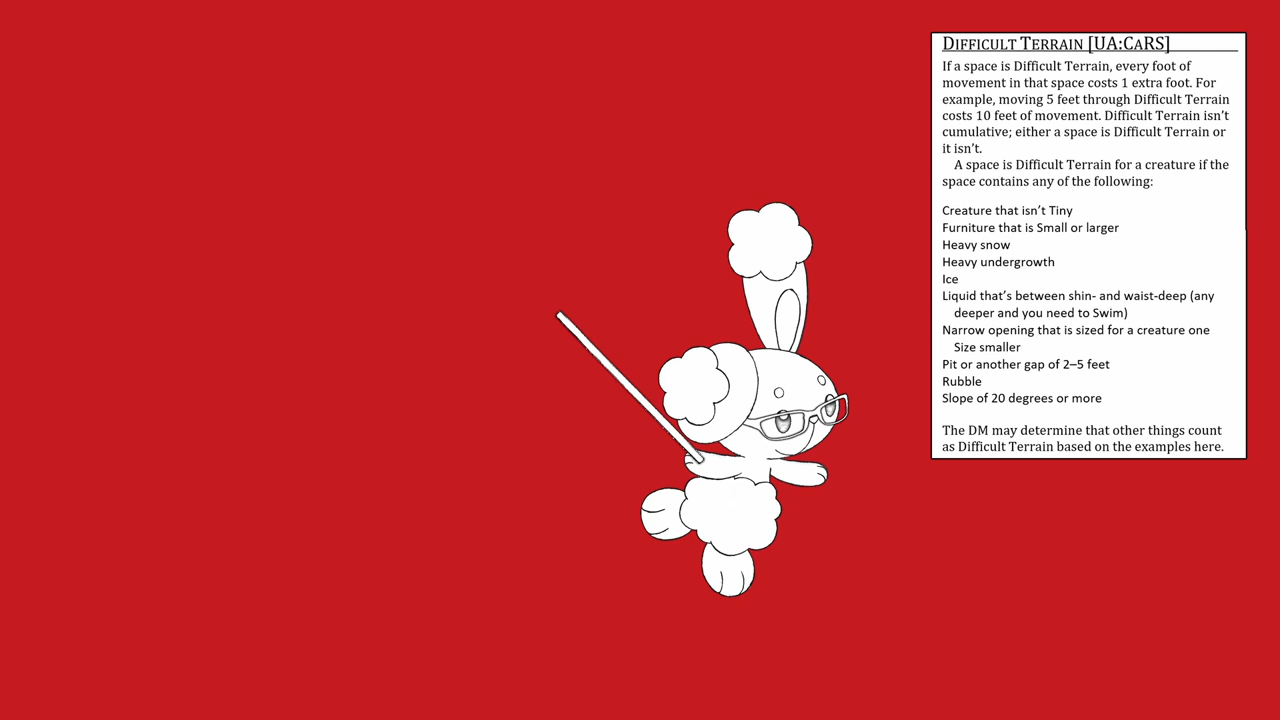 DIFFICULT TERRAIN [UA:CARS]
If a space is Difficult Terrain, every foot of
movement in that space costs 1 extra foot. For
example, moving 5 feet through Difficult Terrain
costs 10 feet of movement. Difficult Terrain isn't
cumulative; either a space is Difficult Terrain or
it isn't.
A space is Difficult Terrain for a creature if the
space contains any of the following:
Creature that isn't Tiny
Furniture that is Small or larger
Heavy snow
Heavy undergrowth
Ice
Liquid that's between shin- and waist-deep (any
deeper and you need to Swim)
Narrow opening that is sized for a creature one
Size smaller
Pit or another gap of 2–5 feet
Rubble
Slope of 20 degrees or more
The DM may determine that other things count
as Difficult Terrain based on the examples here.